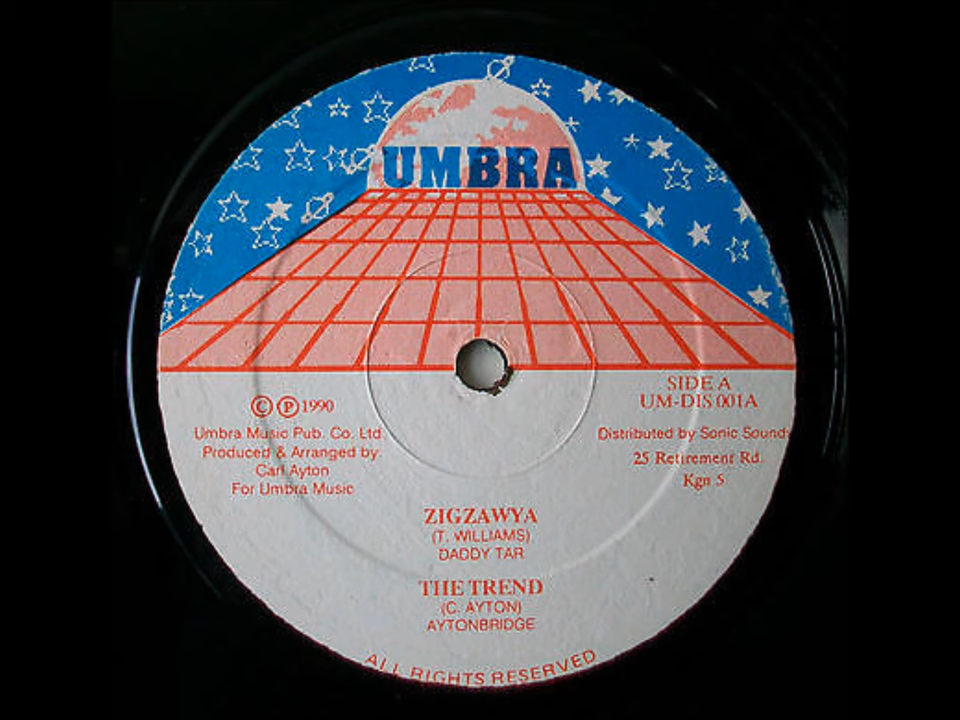 UMBRA
© ℗ 1990
Umbra Music Pub. Co. Ltd.
Produced & Arranged by:
Carl Ayton
For Umbra Music
SIDE A
UM-DIS 001A
Distributed by Sonic Sounds
25 Retirement Rd.
Kgn 5
ZIGZAWYA
(T. WILLIAMS)
DADDY TAR
THE TREND
(C. AYTON)
AYTONBRIDGE
ALL RIGHTS RESERVED